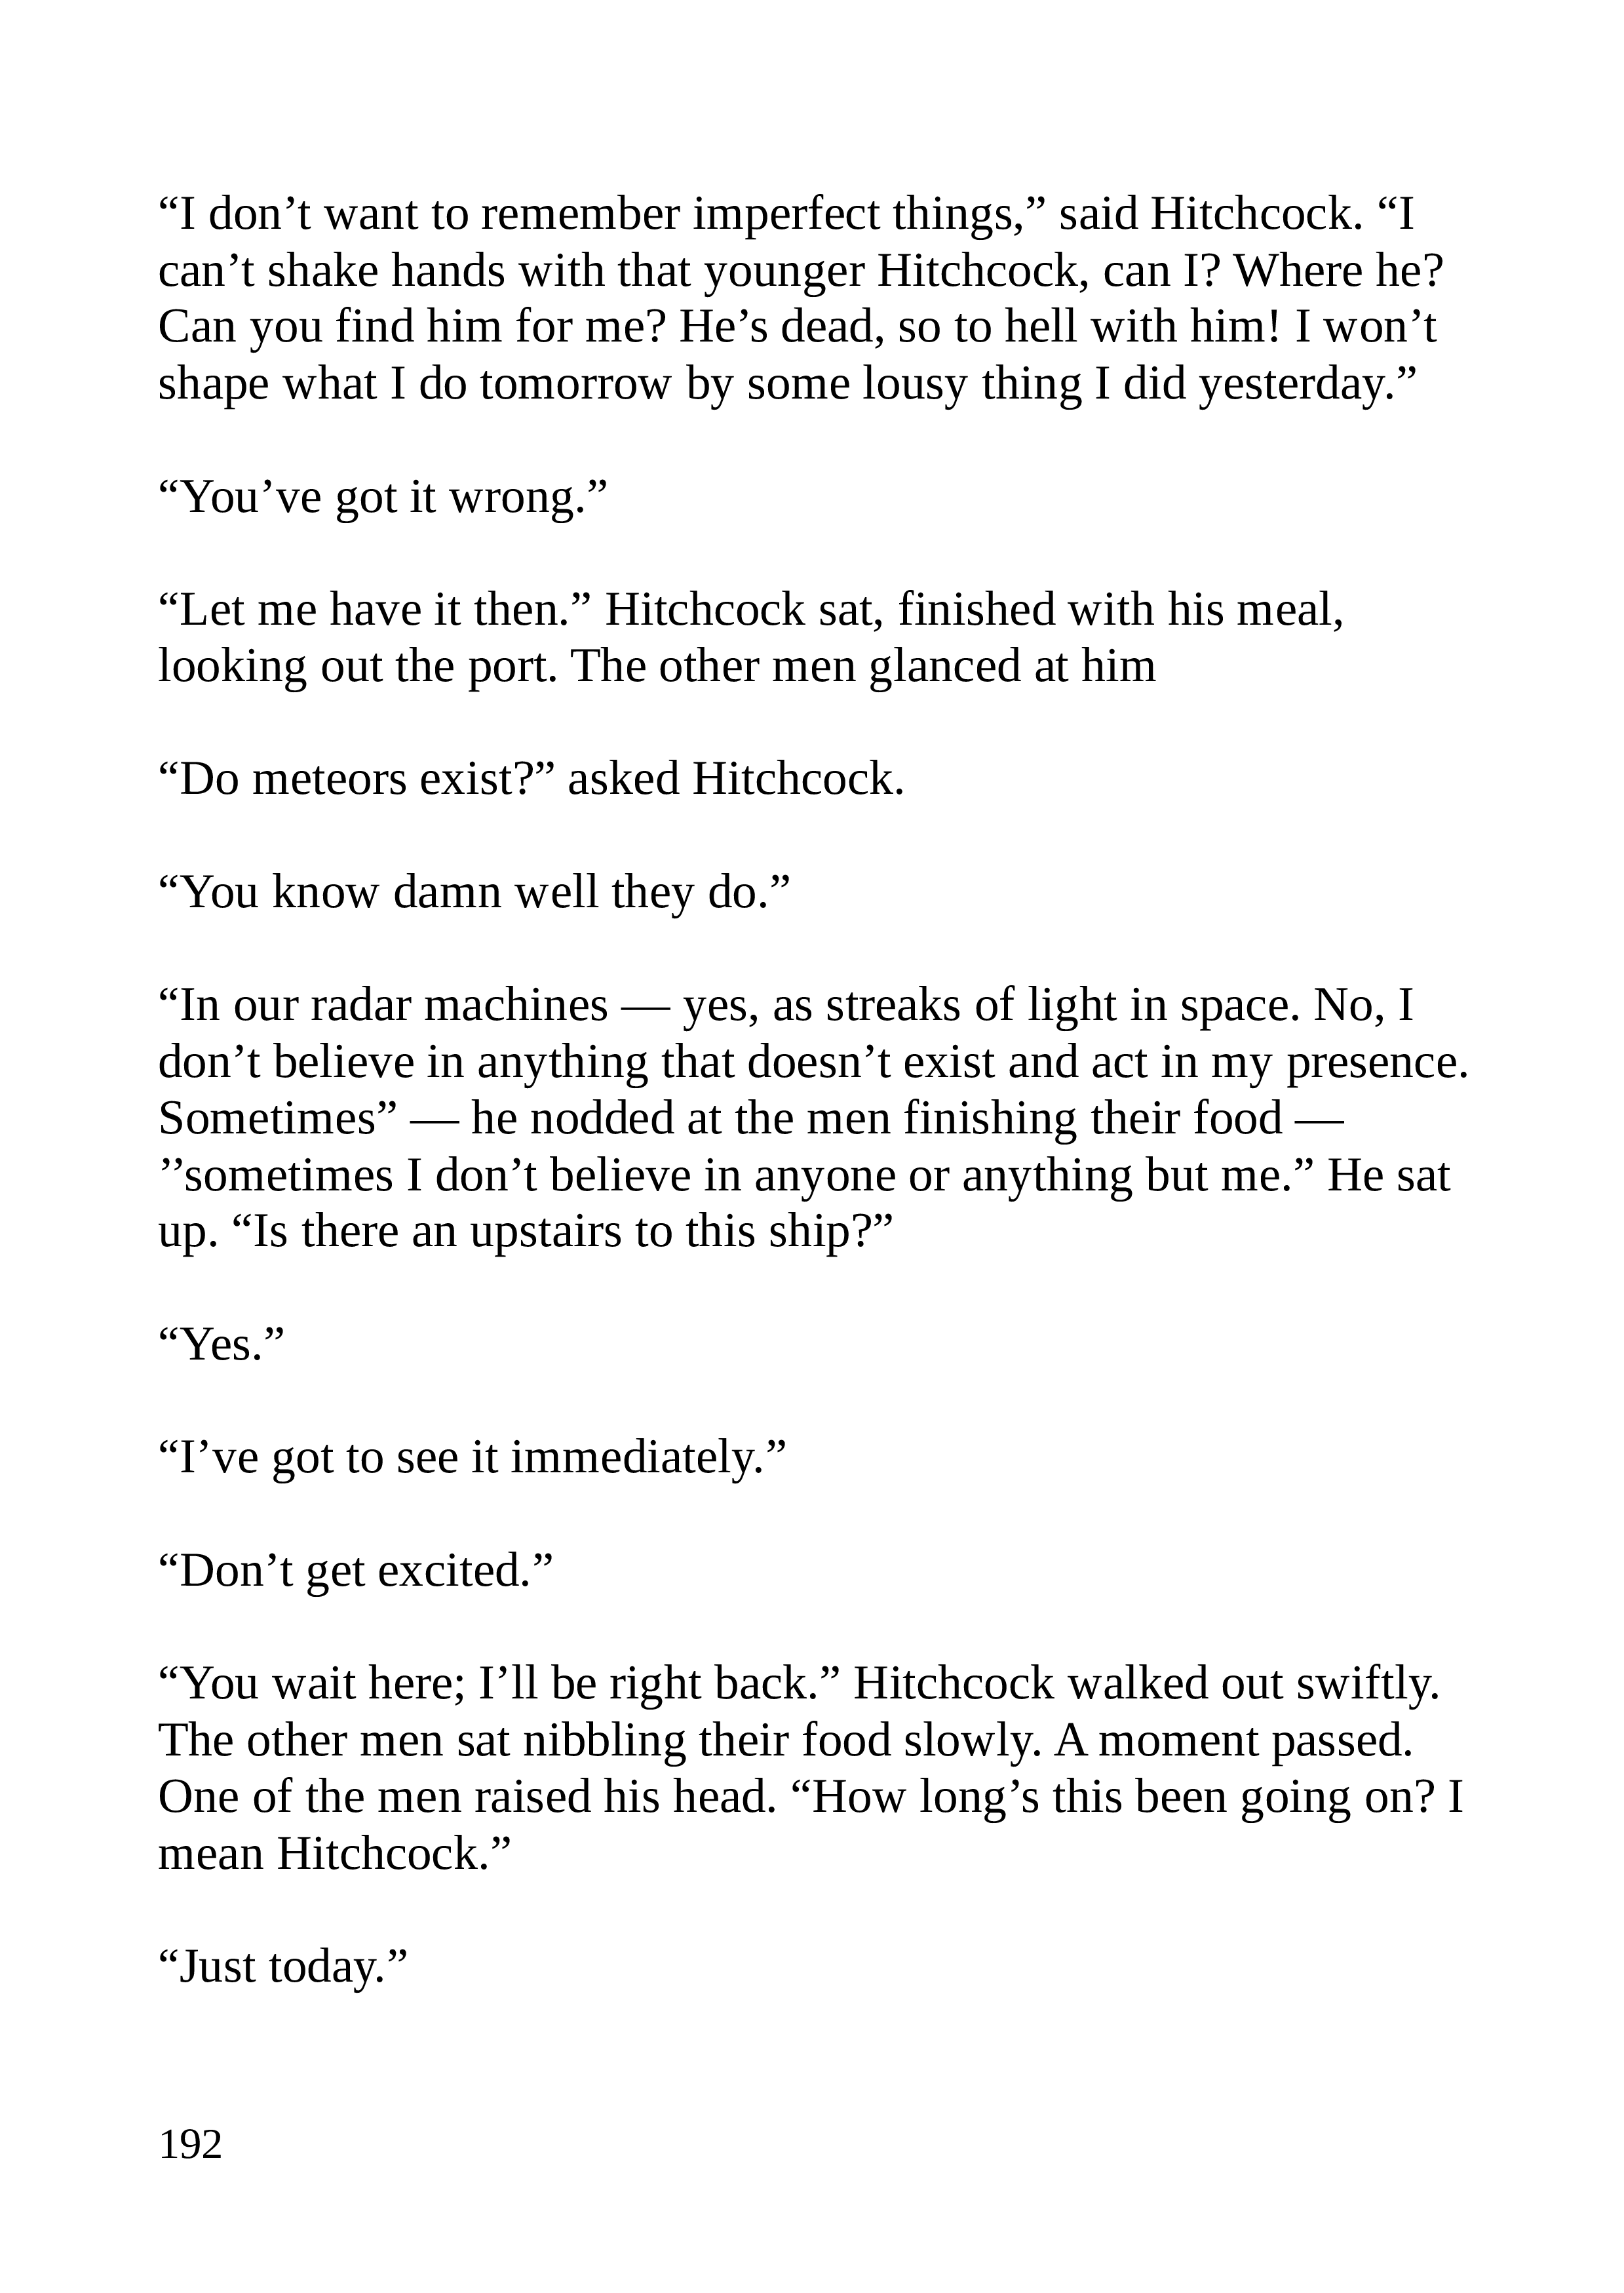 “I don’t want to remember imperfect things,” said Hitchcock. “I
can’t shake hands with that younger Hitchcock, can I? Where he?
Can you find him for me? He’s dead, so to hell with him! I won’t
shape what I do tomorrow by some lousy thing I did yesterday.”
“You’ve got it wrong.”
“Let me have it then.” Hitchcock sat, finished with his meal,
looking out the port. The other men glanced at him
“Do meteors exist?” asked Hitchcock.
“You know damn well they do.”
“In our radar machines — yes, as streaks of light in space. No, I
don’t believe in anything that doesn’t exist and act in my presence.
Sometimes” — he nodded at the men finishing their food —
’’sometimes I don’t believe in anyone or anything but me.” He sat
up. “Is there an upstairs to this ship?”
“Yes.”
“I’ve got to see it immediately.”
“Don’t get excited.”
“You wait here; I’ll be right back.” Hitchcock walked out swiftly.
The other men sat nibbling their food slowly. A moment passed.
One of the men raised his head. “How long’s this been going on? I
mean Hitchcock.”
“Just today.”
192